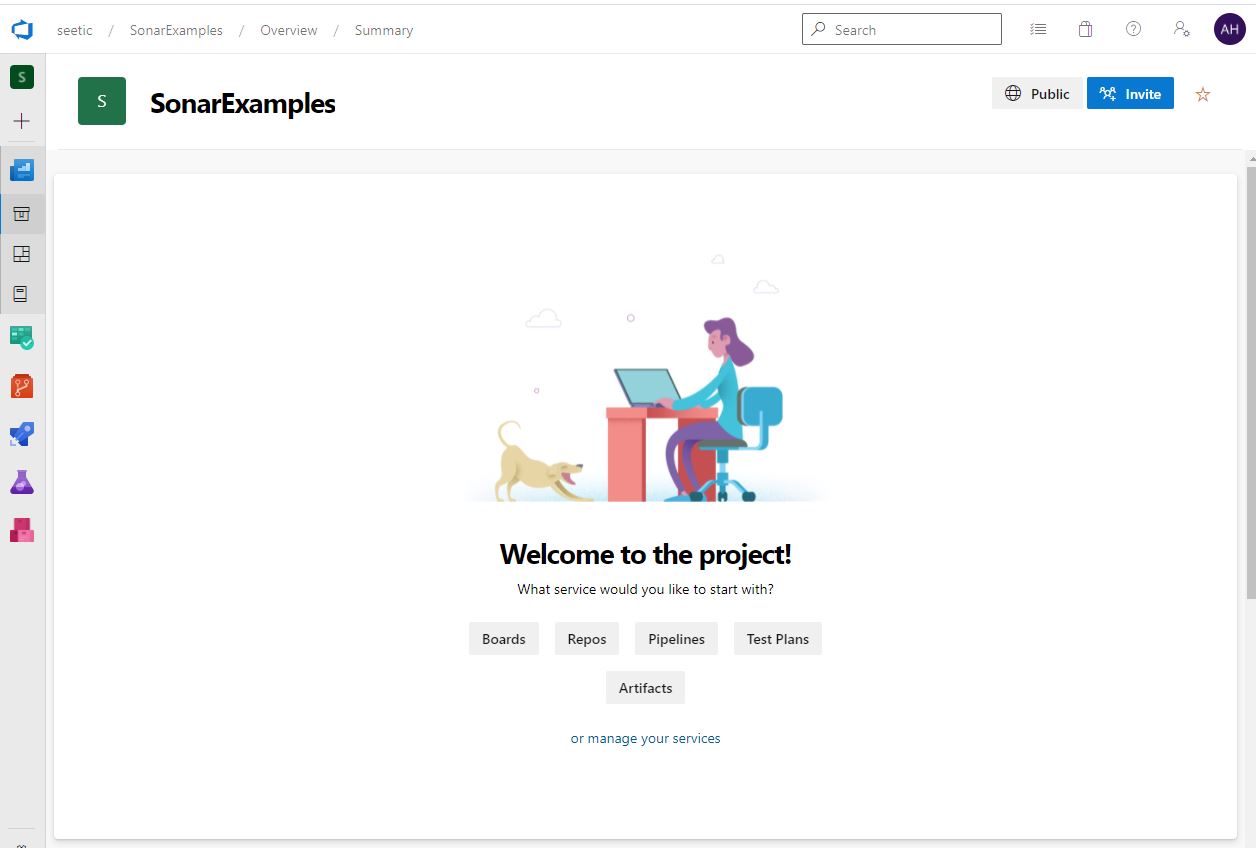 seetic / SonarExamples / Overview / Summary
Search
AH
S
S
SonarExamples
Public
Invite
Welcome to the project!
What service would you like to start with?
Boards Repos Pipelines Test Plans
Artifacts
or manage your services